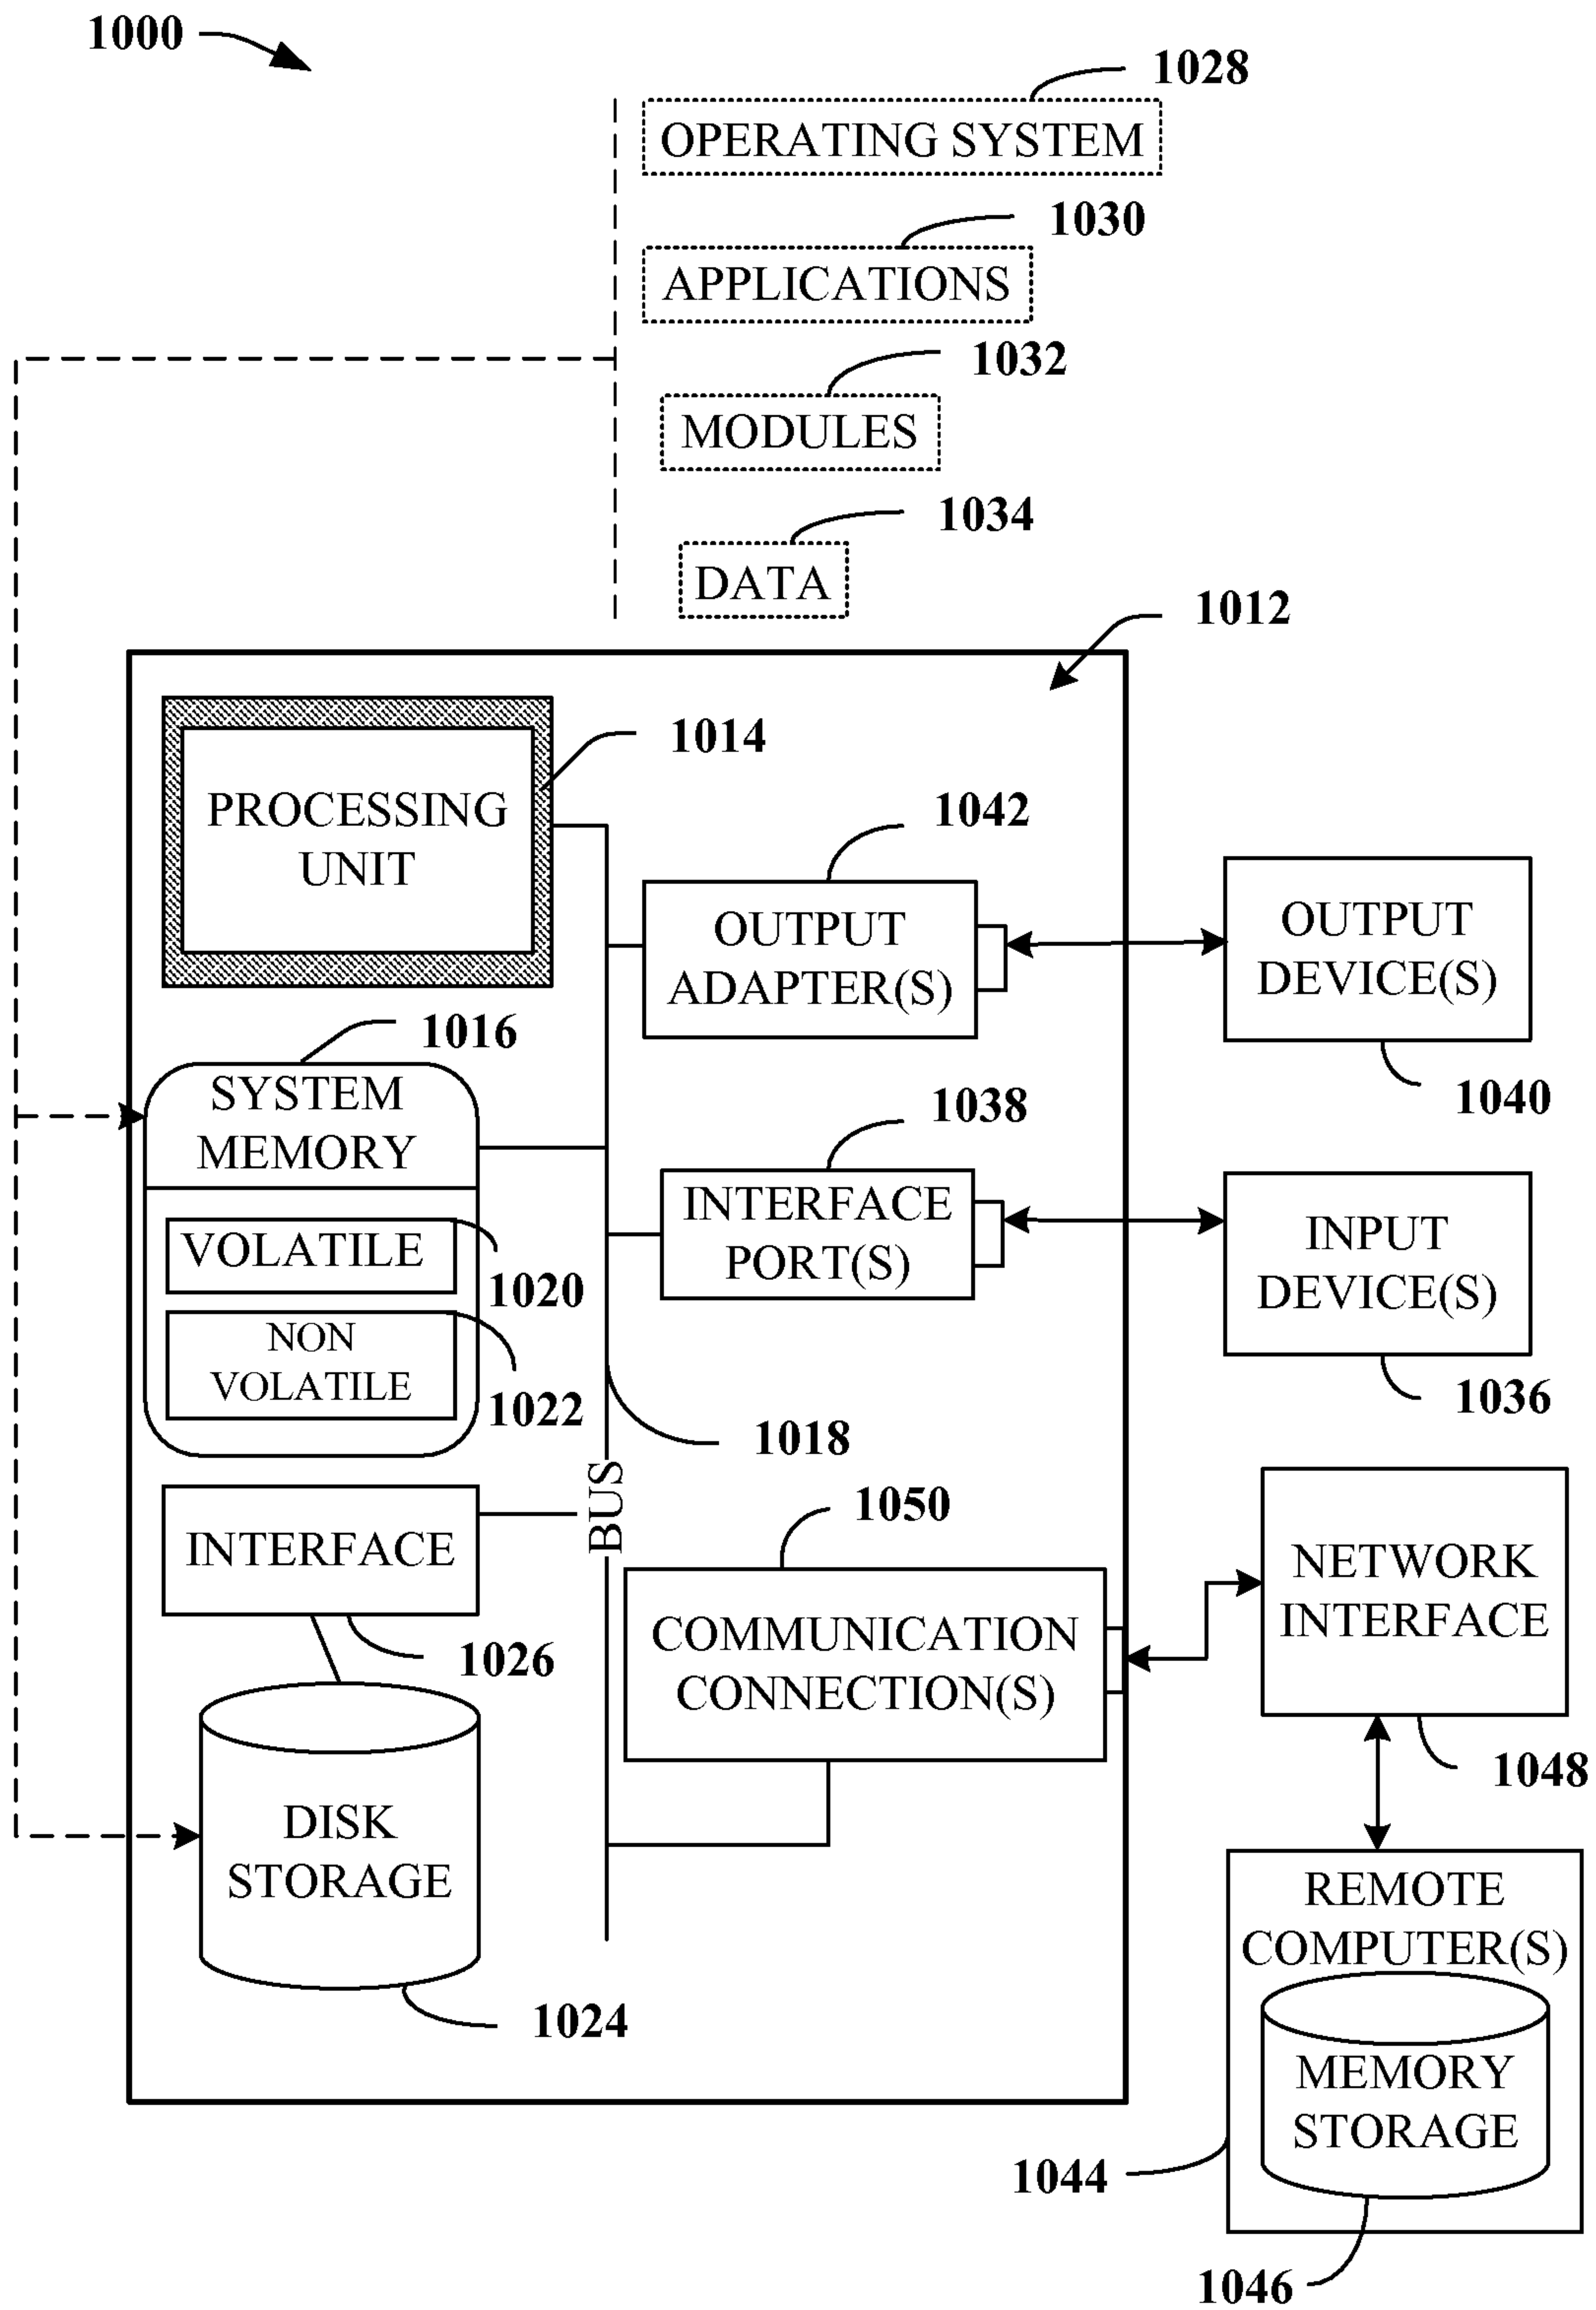 1000
1028
OPERATING SYSTEM
1030
APPLICATIONS
1032
MODULES
1034
DATA
1012
1014
PROCESSING
UNIT
1042
OUTPUT
ADAPTER(S)
OUTPUT
DEVICE(S)
1040
1016
SYSTEM
MEMORY
VOLATILE
1020
NON
VOLATILE
1022
1038
INTERFACE
PORT(S)
INPUT
DEVICE(S)
1036
1018
BUS
INTERFACE
1026
1050
COMMUNICATION
CONNECTION(S)
NETWORK
INTERFACE
1048
DISK
STORAGE
1024
REMOTE
COMPUTER(S)
MEMORY
STORAGE
1044
1046